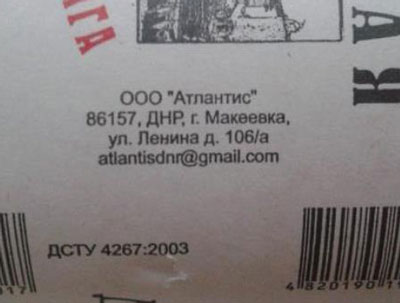 ООО "Атлантис"
86157, ДНР, г. Макеевка,
ул. Ленина д. 106/а
atlantisdnr@gmail.com
ДСТУ 4267:2003